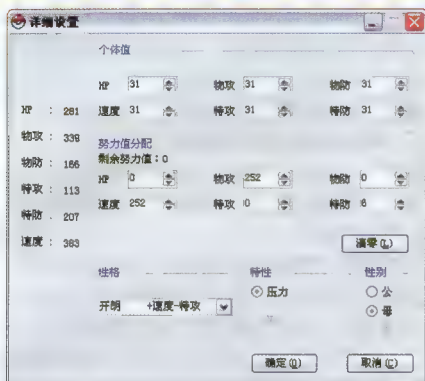 详细设置
个体值
HP 31 物攻 31 物防 31
速度 31 特攻 31 特防 31
HP : 281
物攻 : 339
物防 : 166
特攻 : 113
特防 . 207
速度 : 383
努力值分配
剩余努力值：0
HP 0 物攻 252 物防 0
速度 252 特攻 0 特防 6
清零(L)
性格 特性 性别
开朗 +速度-特攻 压力 公
母
确定(Q) 取消(C)